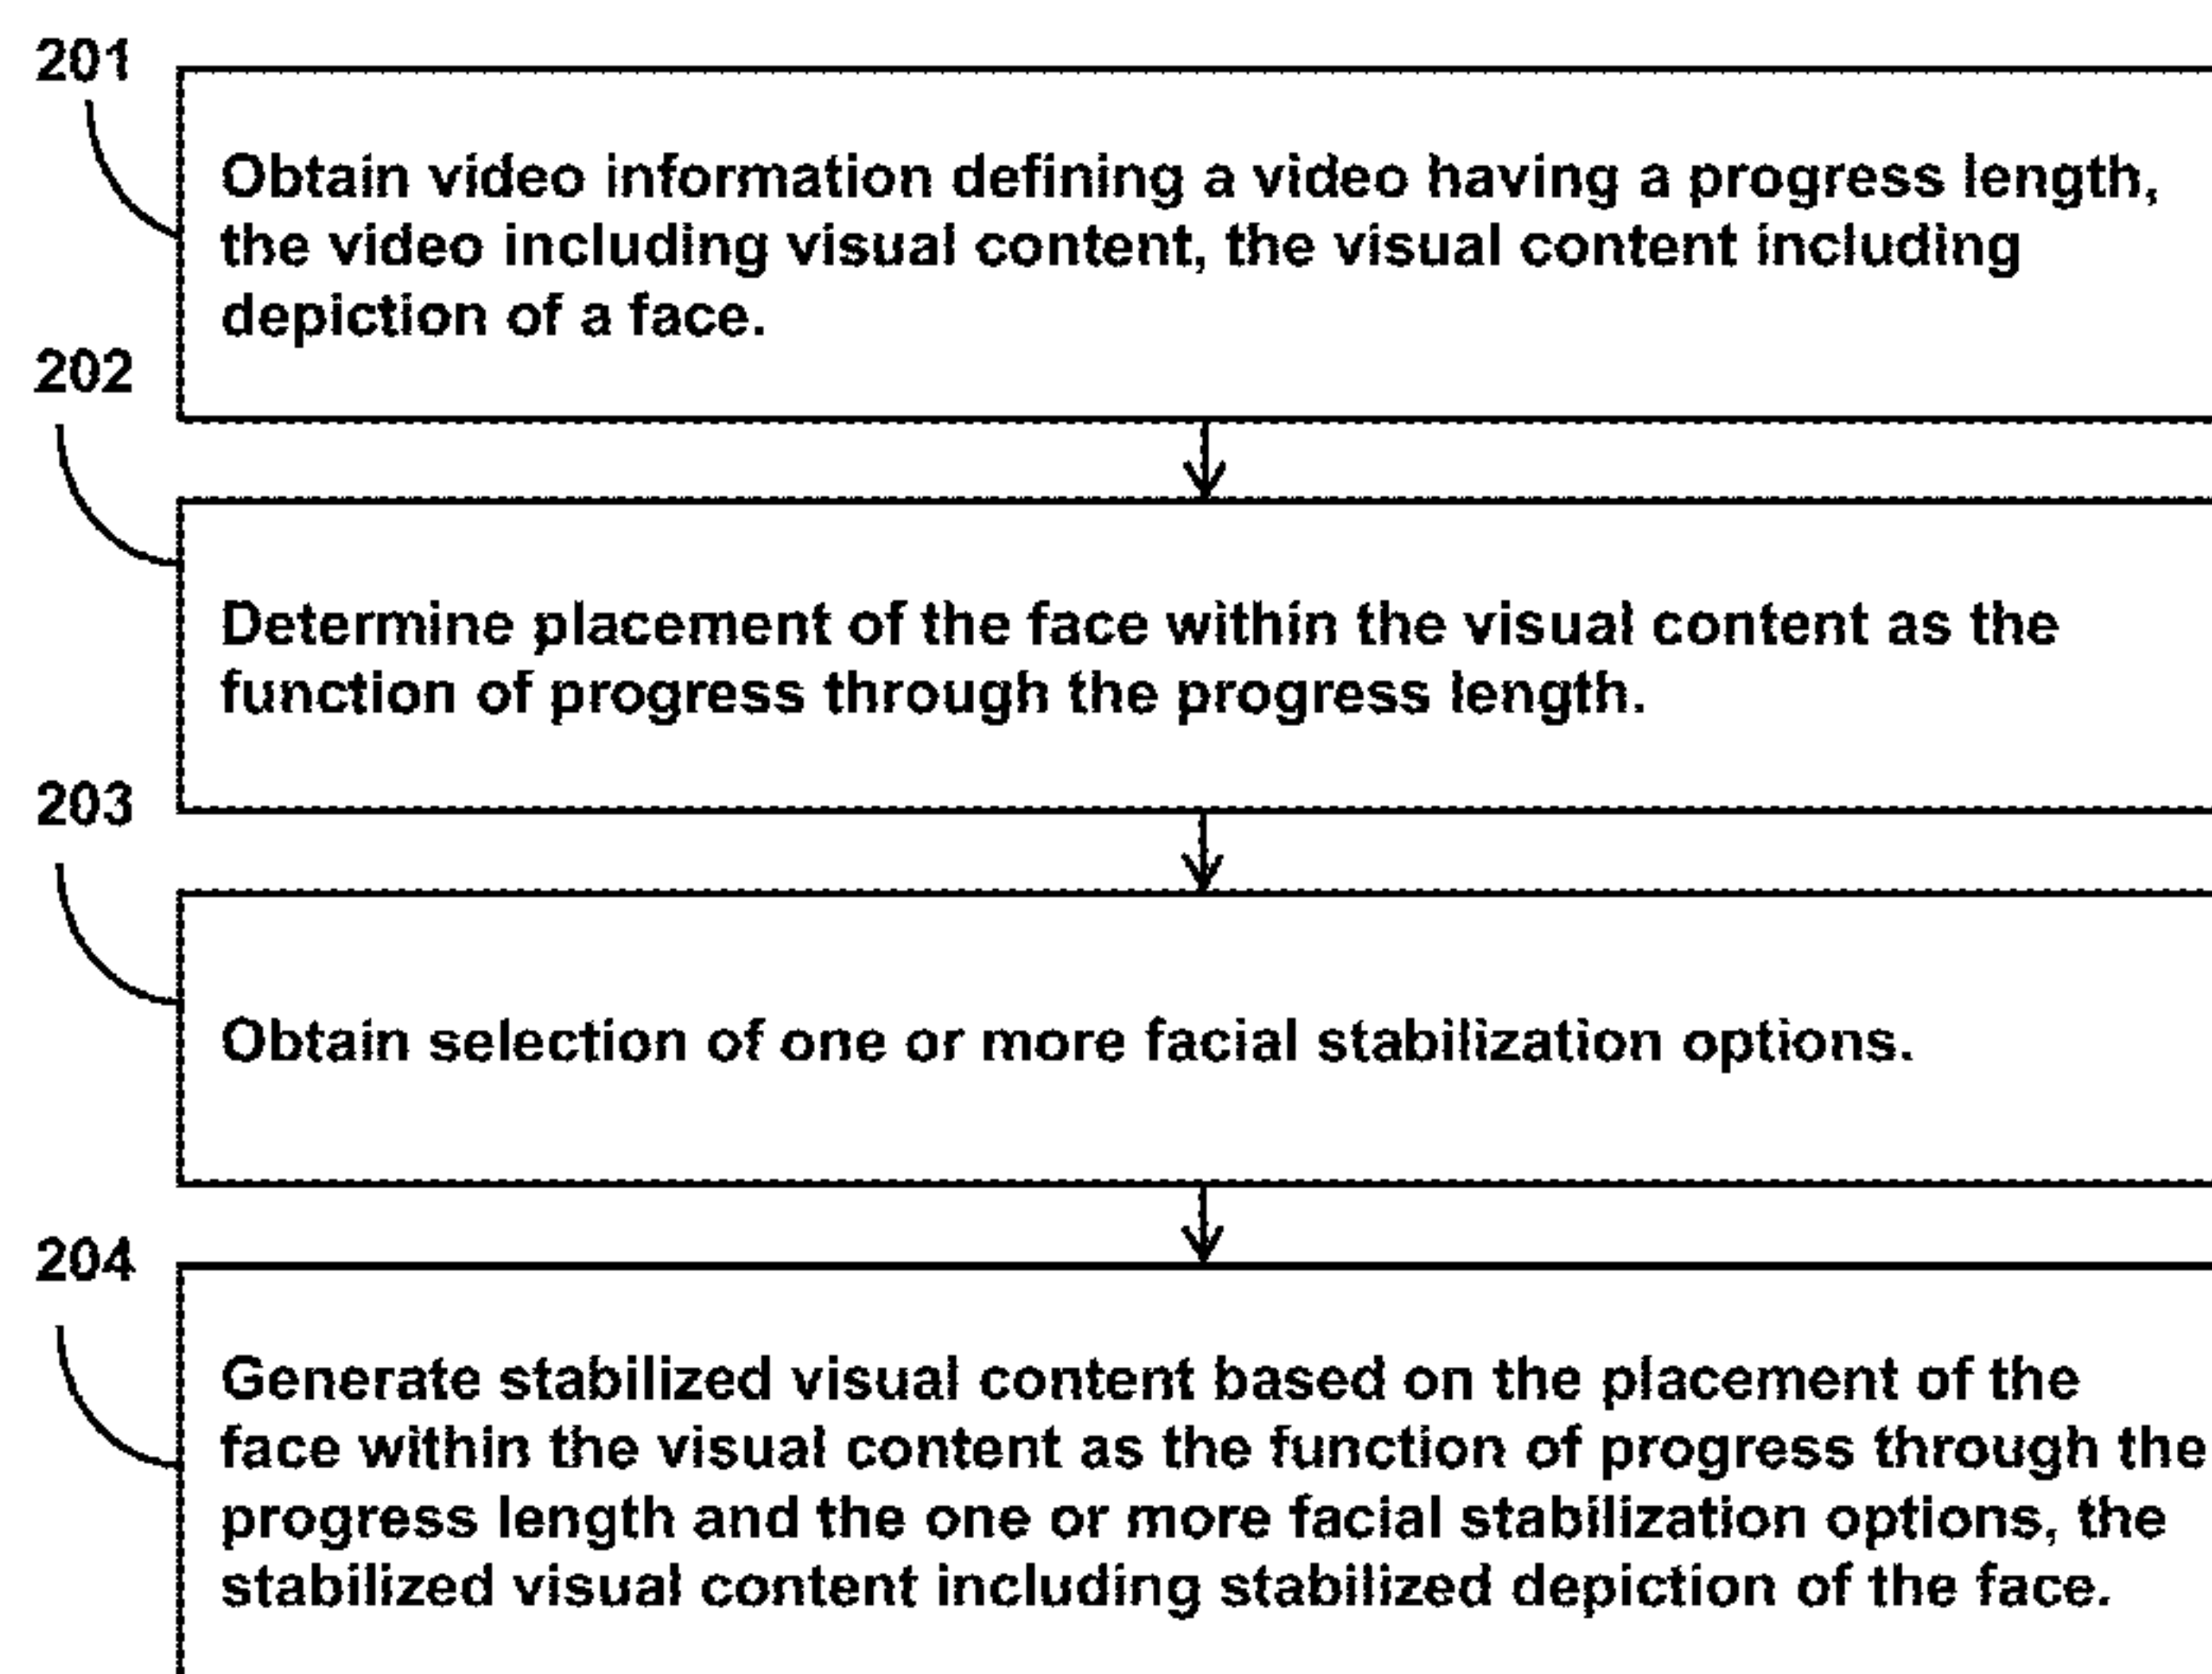 201
Obtain video information defining a video having a progress length,
the video including visual content, the visual content including
depiction of a face.
202
Determine placement of the face within the visual content as the
function of progress through the progress length.
203
Obtain selection of one or more facial stabilization options.
204
Generate stabilized visual content based on the placement of the
face within the visual content as the function of progress through the
progress length and the one or more facial stabilization options, the
stabilized visual content including stabilized depiction of the face.